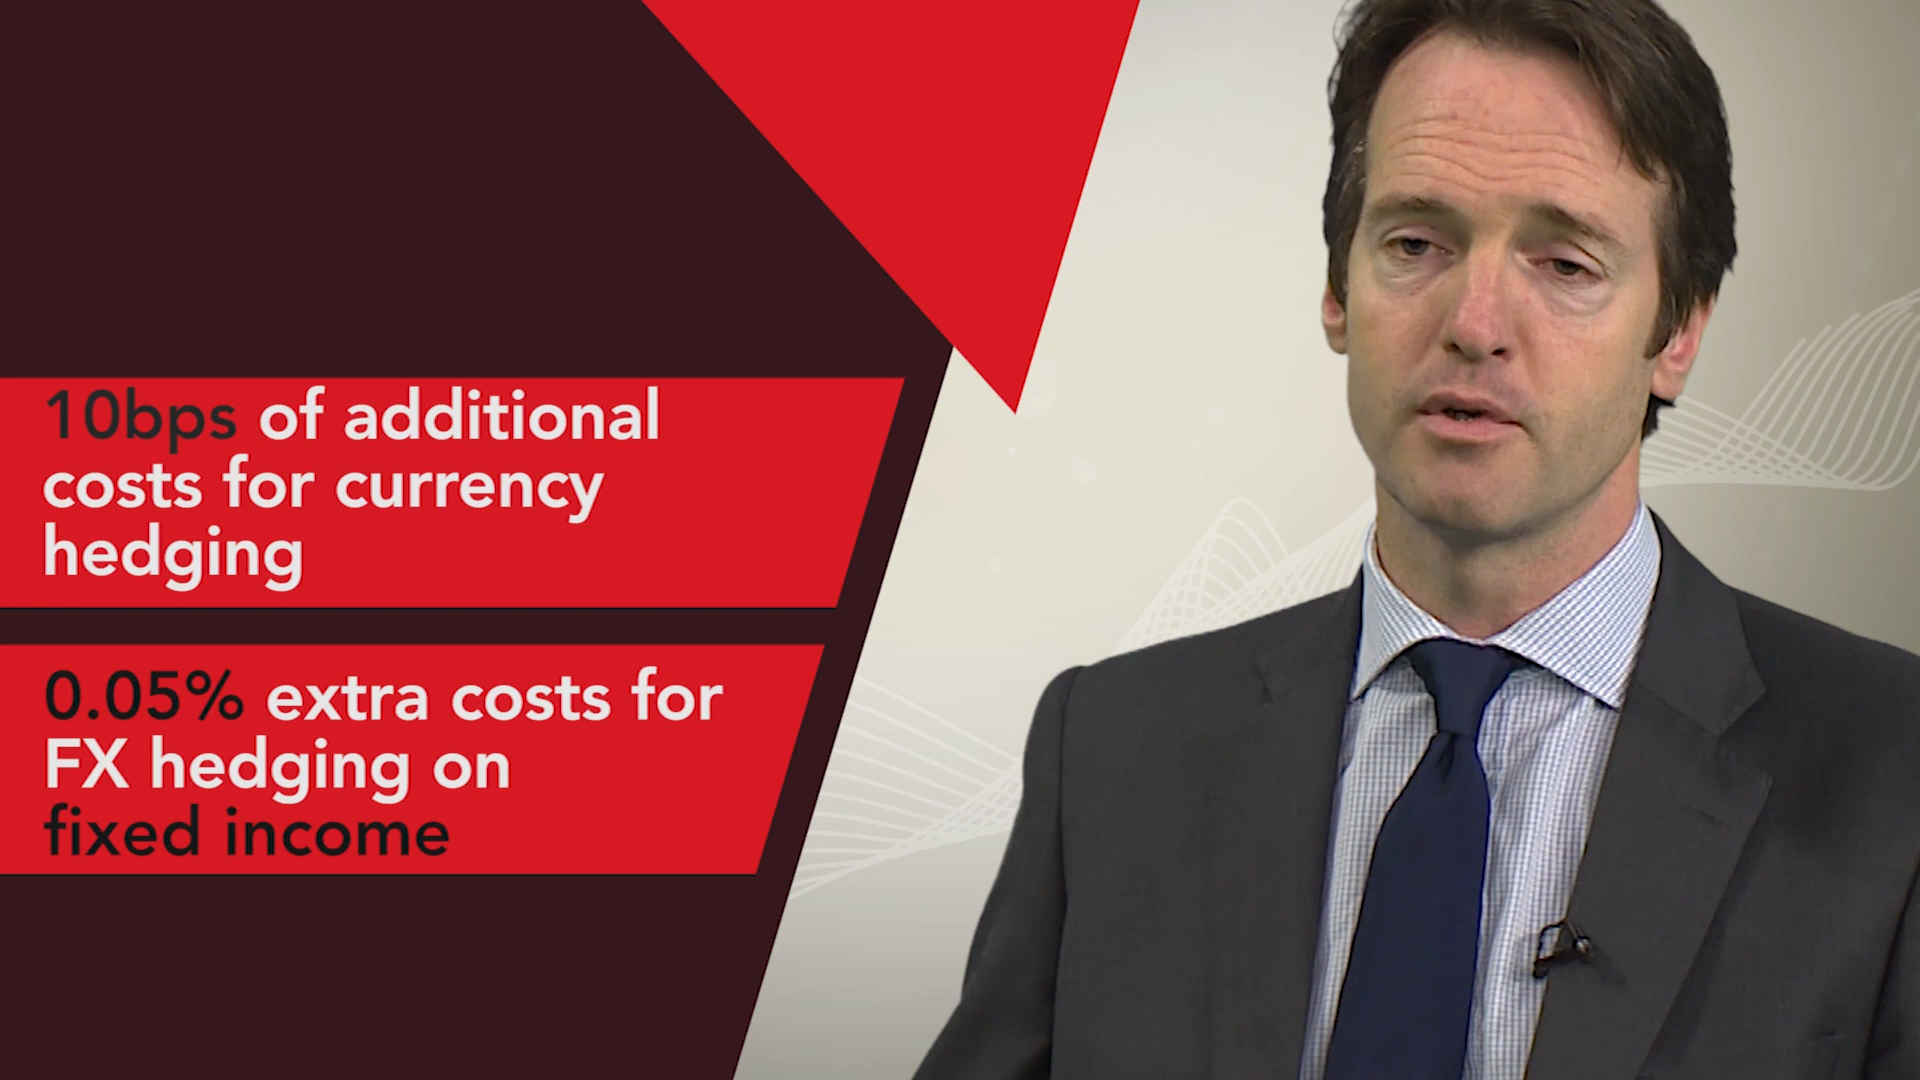 10bps of additional
costs for currency
hedging
0.05% extra costs for
FX hedging on
fixed income